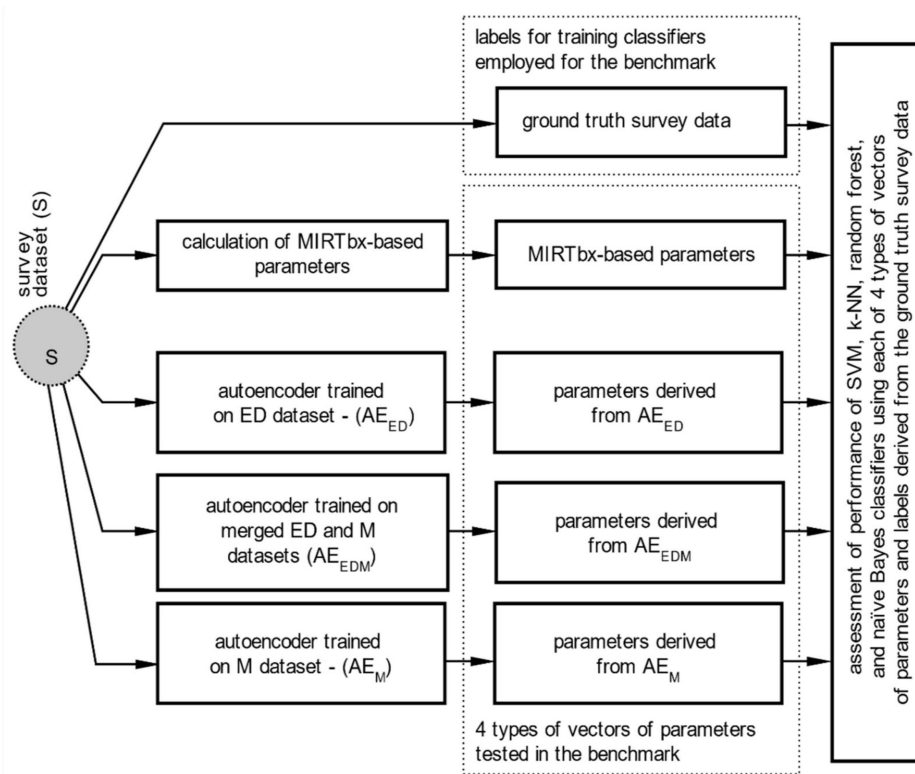 labels for training classifiers
employed for the benchmark
ground truth survey data
survey
dataset (S)
S
calculation of MIRTbx-based
parameters
MIRTbx-based parameters
autoencoder trained
on ED dataset - (AE_ED)
parameters derived
from AE_ED
autoencoder trained on
merged ED and M
datasets (AE_EDM)
parameters derived
from AE_EDM
autoencoder trained
on M dataset - (AE_M)
parameters derived
from AE_M
4 types of vectors of parameters
tested in the benchmark
assessment of performance of SVM, k-NN, random forest,
and naïve Bayes classifiers using each of 4 types of vectors
of parameters and labels derived from the ground truth survey data